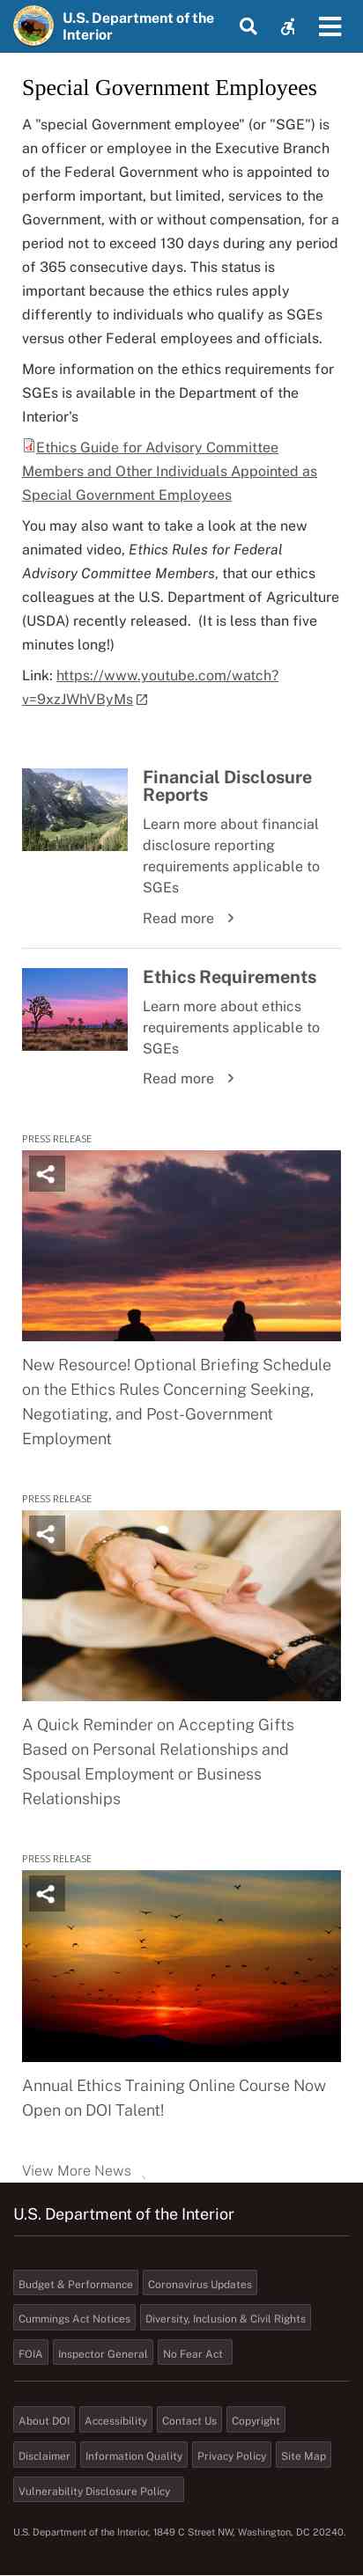 U.S. Department of the
Interior
Special Government Employees
A "special Government employee" (or "SGE") is
an officer or employee in the Executive Branch
of the Federal Government who is appointed to
perform important, but limited, services to the
Government, with or without compensation, for a
period not to exceed 130 days during any period
of 365 consecutive days. This status is
important because the ethics rules apply
differently to individuals who qualify as SGEs
versus other Federal employees and officials.
More information on the ethics requirements for
SGEs is available in the Department of the
Interior's
Ethics Guide for Advisory Committee
Members and Other Individuals Appointed as
Special Government Employees
You may also want to take a look at the new
animated video, Ethics Rules for Federal
Advisory Committee Members, that our ethics
colleagues at the U.S. Department of Agriculture
(USDA) recently released.  (It is less than five
minutes long!)
Link: https://www.youtube.com/watch?
v=9xzJWhVByMs
Financial Disclosure
Reports
Learn more about financial
disclosure reporting
requirements applicable to
SGEs
Read more
Ethics Requirements
Learn more about ethics
requirements applicable to
SGEs
Read more
PRESS RELEASE
New Resource! Optional Briefing Schedule
on the Ethics Rules Concerning Seeking,
Negotiating, and Post-Government
Employment
PRESS RELEASE
A Quick Reminder on Accepting Gifts
Based on Personal Relationships and
Spousal Employment or Business
Relationships
PRESS RELEASE
Annual Ethics Training Online Course Now
Open on DOI Talent!
View More News
U.S. Department of the Interior
Budget & Performance Coronavirus Updates
Cummings Act Notices Diversity, Inclusion & Civil Rights
FOIA Inspector General No Fear Act
About DOI Accessibility Contact Us Copyright
Disclaimer Information Quality Privacy Policy Site Map
Vulnerability Disclosure Policy
U.S. Department of the Interior, 1849 C Street NW, Washington, DC 20240.